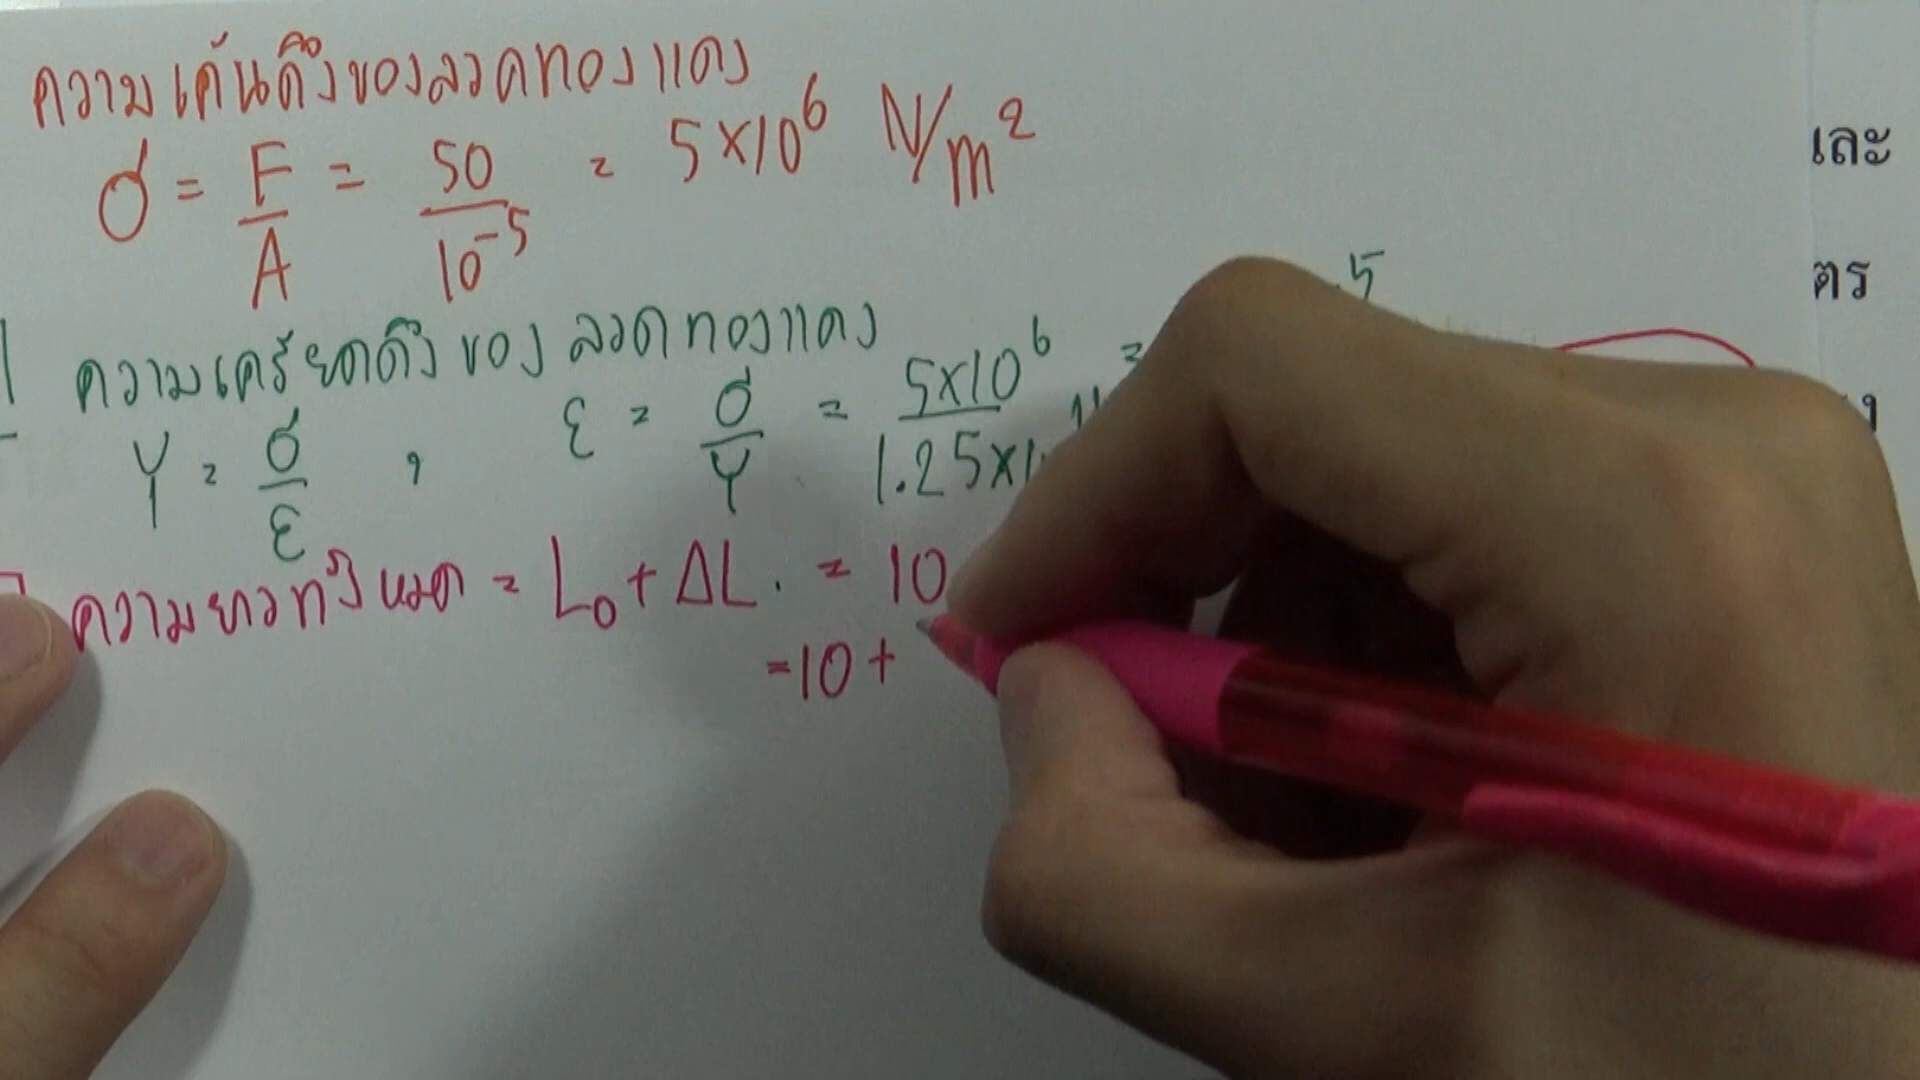 ความเค้นดึงของลวดทองแดง
σ = F/A = 50/10⁻⁵ = 5×10⁶ N/m²
ความเครียดดึงของลวดทองแดง
Y = σ/ε , ε = σ/Y = 5×10⁶/1.25×1
ความยาวทั้งหมด = L₀ + ΔL = 10
= 10 +
เละ
ตร